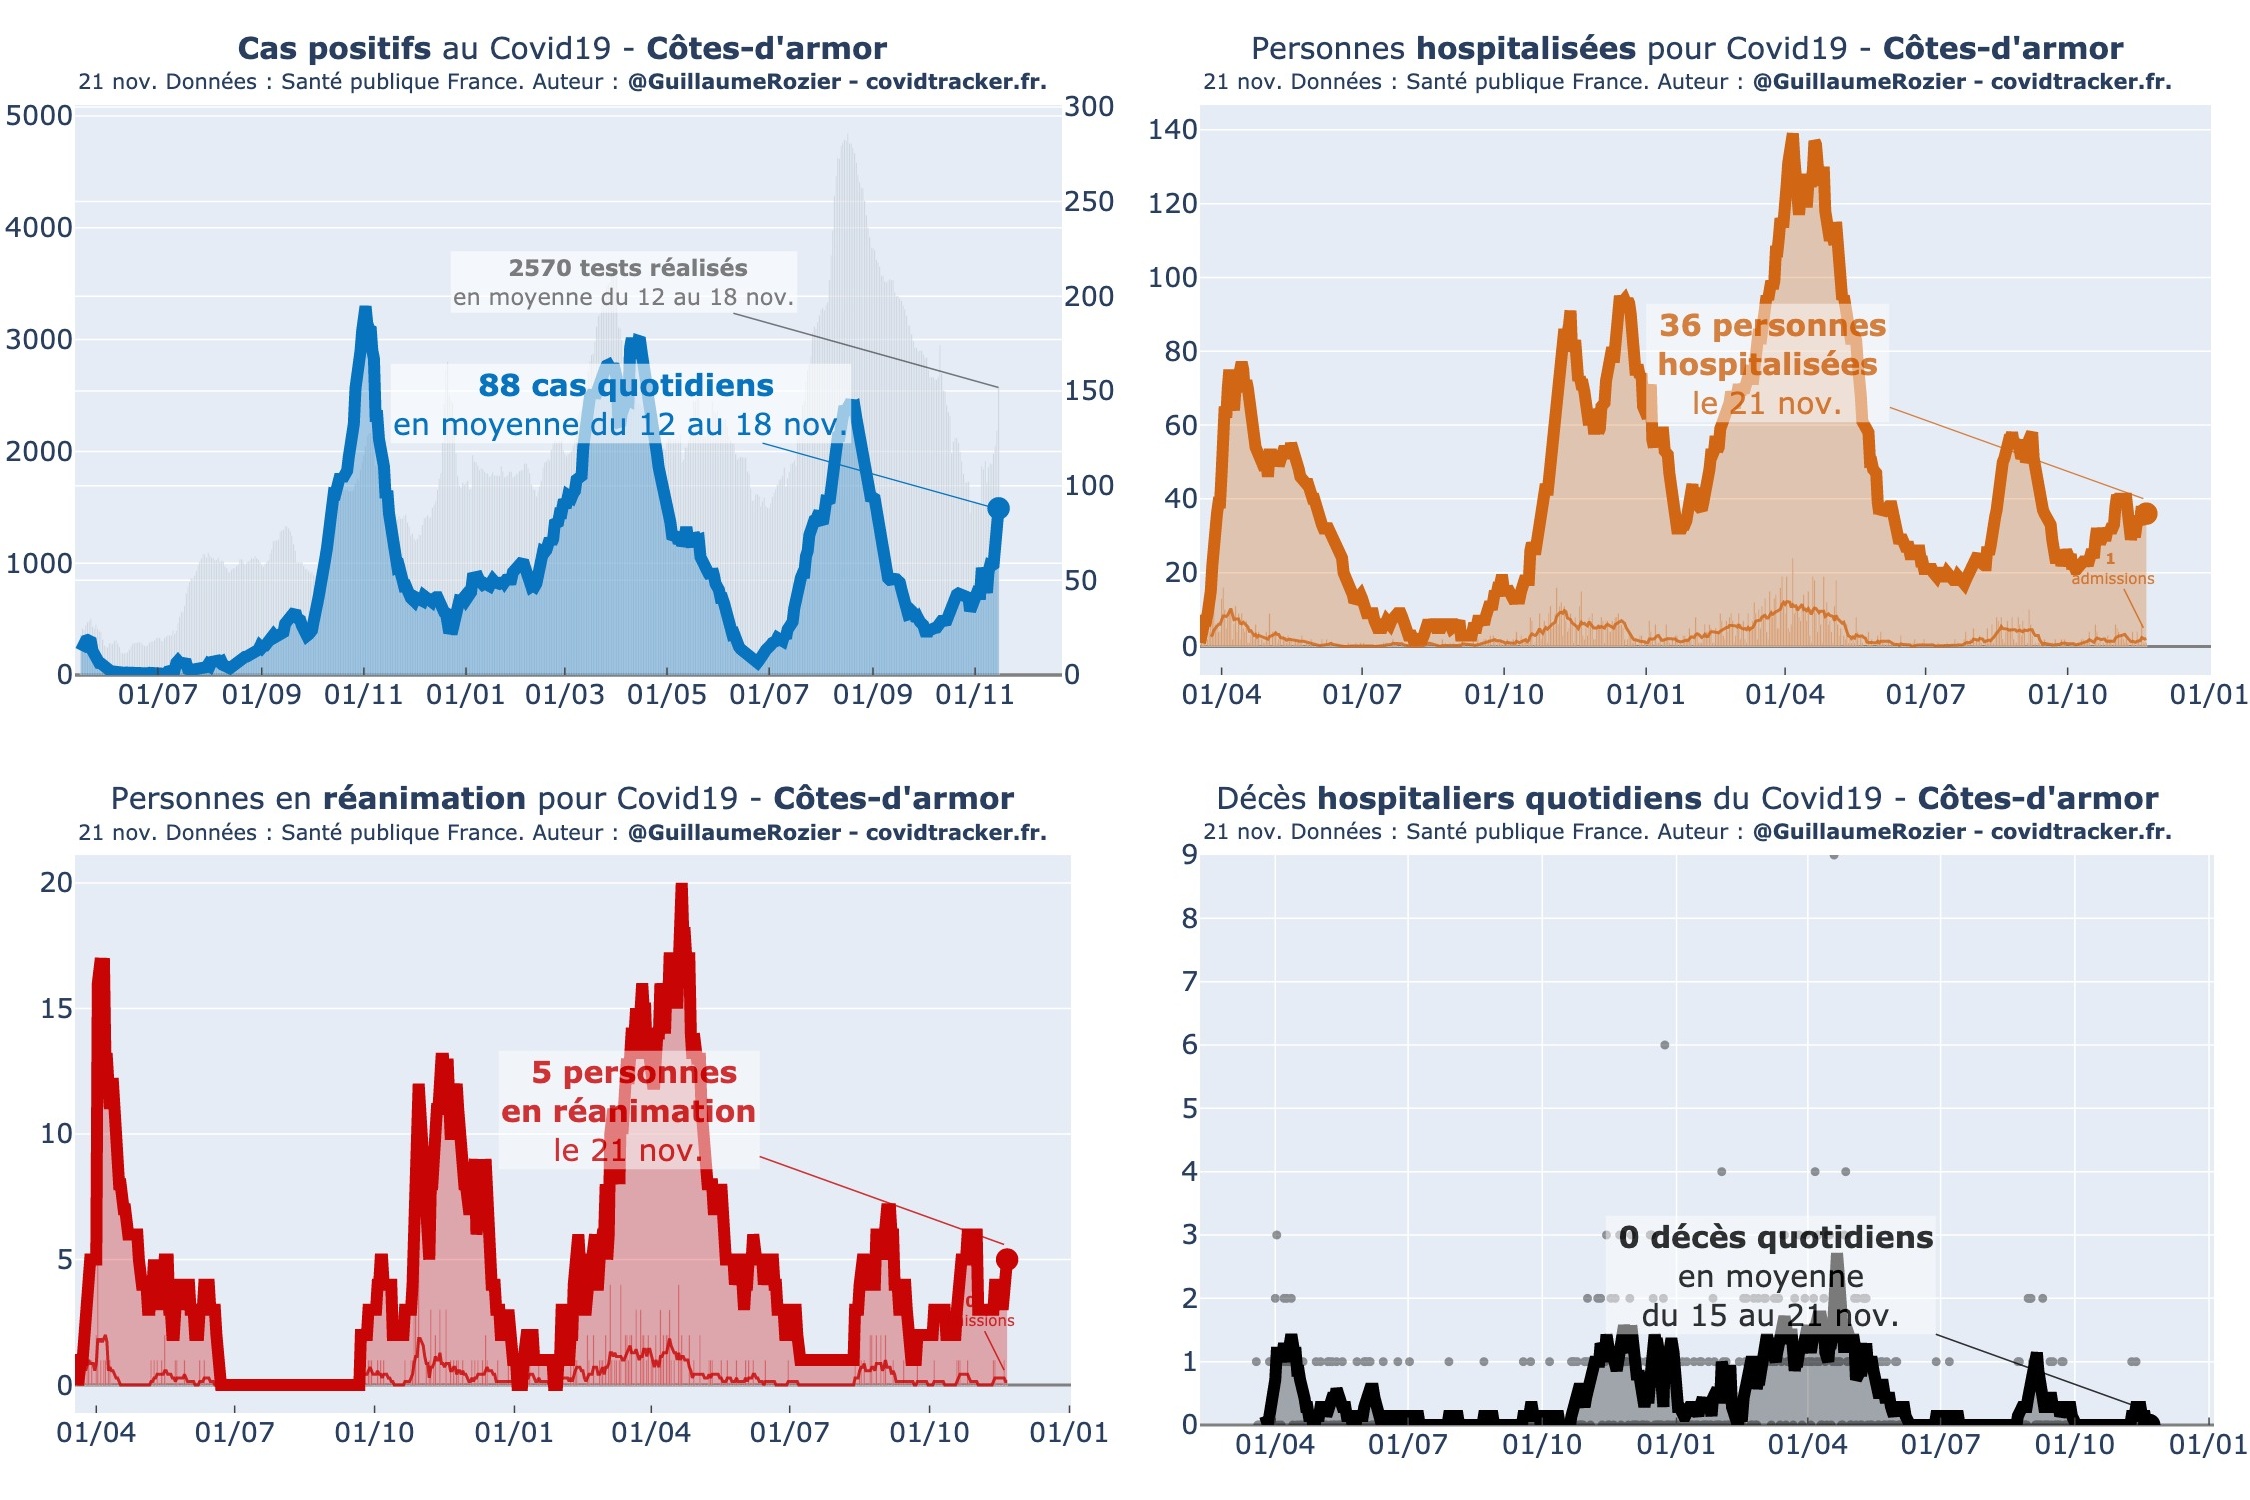 Cas positifs au Covid19 - Côtes-d'armor
21 nov. Données : Santé publique France. Auteur : @GuillaumeRozier - covidtracker.fr.
5000
4000
3000
2000
1000
0
300
250
200
150
100
50
0
2570 tests réalisés
en moyenne du 12 au 18 nov.
88 cas quotidiens
en moyenne du 12 au 18 nov.
01/07 01/09 01/11 01/01 01/03 01/05 01/07 01/09 01/11
Personnes hospitalisées pour Covid19 - Côtes-d'armor
21 nov. Données : Santé publique France. Auteur : @GuillaumeRozier - covidtracker.fr.
140
120
100
80
60
40
20
0
36 personnes
hospitalisées
le 21 nov.
1
admissions
01/04 01/07 01/10 01/01 01/04 01/07 01/10 01/01
Personnes en réanimation pour Covid19 - Côtes-d'armor
21 nov. Données : Santé publique France. Auteur : @GuillaumeRozier - covidtracker.fr.
20
15
10
5
0
5 personnes
en réanimation
le 21 nov.
01/04 01/07 01/10 01/01 01/04 01/07 01/10 01/01
Décès hospitaliers quotidiens du Covid19 - Côtes-d'armor
21 nov. Données : Santé publique France. Auteur : @GuillaumeRozier - covidtracker.fr.
9
8
7
6
5
4
3
2
1
0
0 décès quotidiens
en moyenne
du 15 au 21 nov.
01/04 01/07 01/10 01/01 01/04 01/07 01/10 01/01